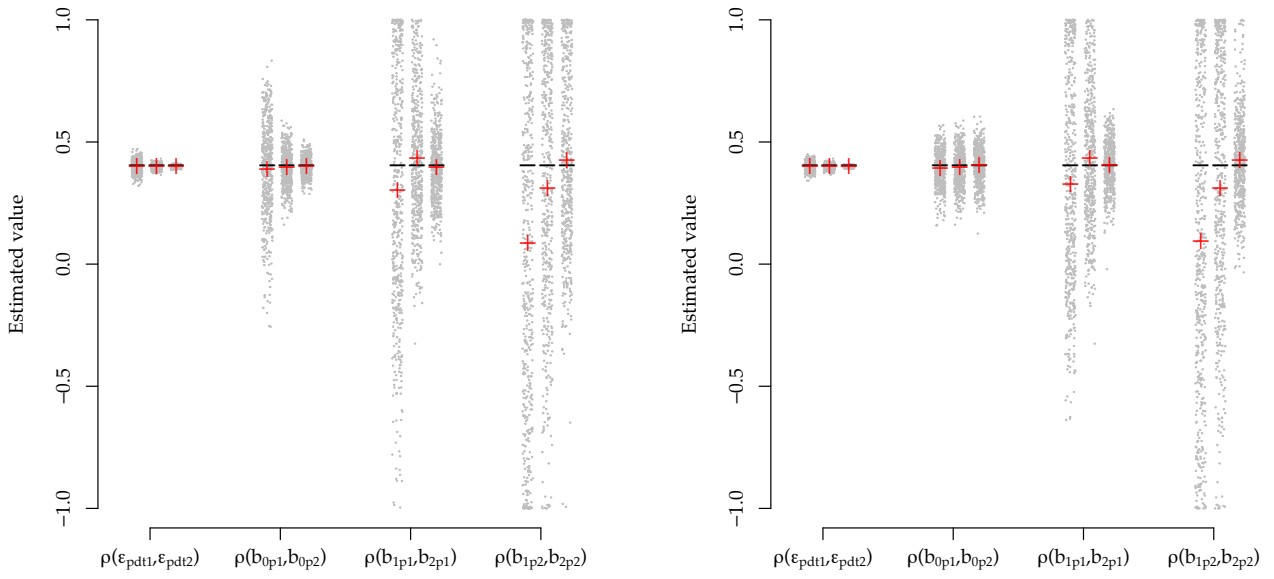 1.0
0.5
0.0
−0.5
−1.0
Estimated value
ρ(εpdt1,εpdt2)
ρ(b0p1,b0p2)
ρ(b1p1,b2p1)
ρ(b1p2,b2p2)
1.0
0.5
0.0
−0.5
−1.0
Estimated value
ρ(εpdt1,εpdt2)
ρ(b0p1,b0p2)
ρ(b1p1,b2p1)
ρ(b1p2,b2p2)